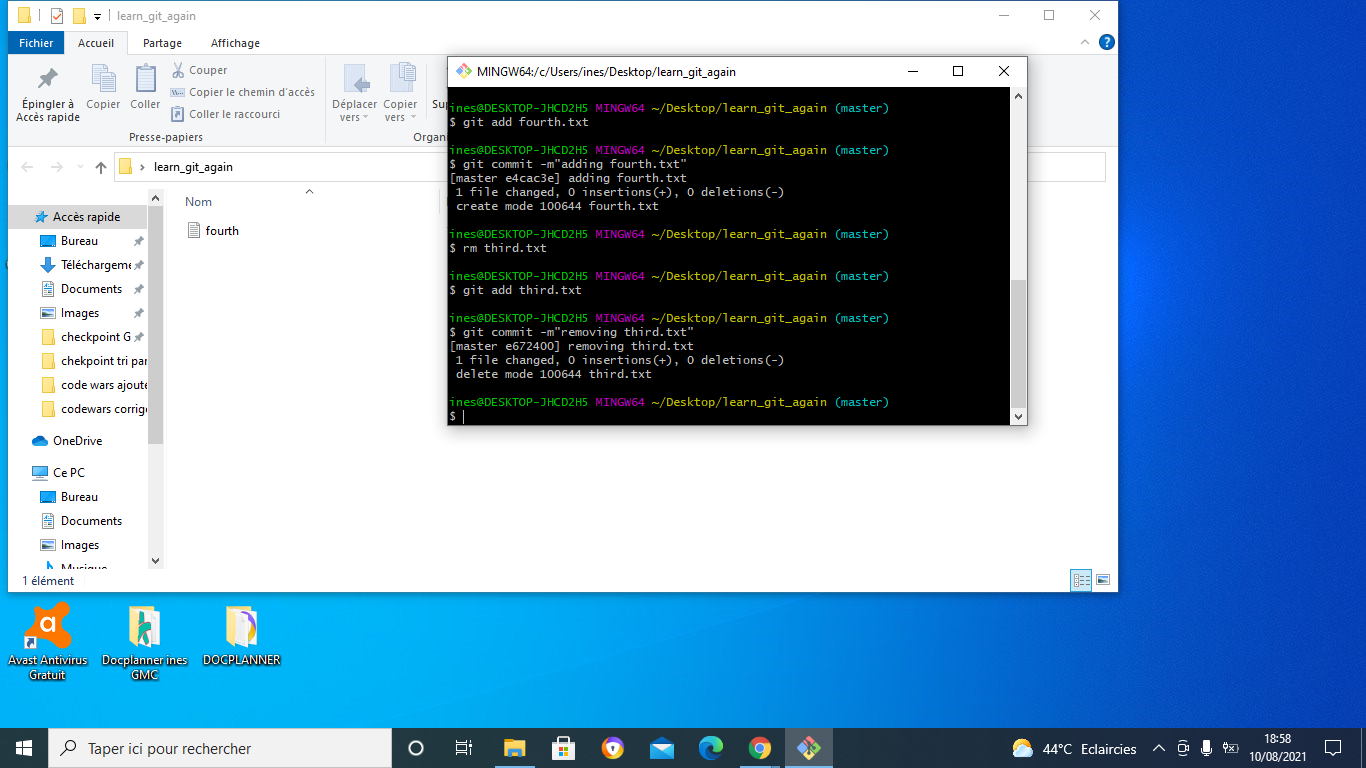 learn_git_again
Fichier Accueil Partage Affichage
Épingler à Accès rapide
Copier
Coller
Couper
Copier le chemin d'accès
Coller le raccourci
Déplacer vers
Copier vers
Presse-papiers
learn_git_again
Nom
fourth
Accès rapide
Bureau
Documents
Images
checkpoint G
code wars ajoute
codewars corrige
OneDrive
Ce PC
Bureau
Documents
Images
Musique
1 élément
MINGW64:/c/Users/ines/Desktop/learn_git_again
ines@DESKTOP-JHCD2H5 MINGW64 ~/Desktop/learn_git_again (master)
$ git add fourth.txt
ines@DESKTOP-JHCD2H5 MINGW64 ~/Desktop/learn_git_again (master)
$ git commit -m"adding fourth.txt"
[master e4cac3e] adding fourth.txt
1 file changed, 0 insertions(+), 0 deletions(-)
create mode 100644 fourth.txt
ines@DESKTOP-JHCD2H5 MINGW64 ~/Desktop/learn_git_again (master)
$ rm third.txt
ines@DESKTOP-JHCD2H5 MINGW64 ~/Desktop/learn_git_again (master)
$ git add third.txt
ines@DESKTOP-JHCD2H5 MINGW64 ~/Desktop/learn_git_again (master)
$ git commit -m"removing third.txt"
[master e672400] removing third.txt
1 file changed, 0 insertions(+), 0 deletions(-)
delete mode 100644 third.txt
ines@DESKTOP-JHCD2H5 MINGW64 ~/Desktop/learn_git_again (master)
$
Avast Antivirus Gratuit
Docplanner ines GMC
DOCPLANNER
Taper ici pour rechercher
44°C Eclaircies
18:58
10/08/2021